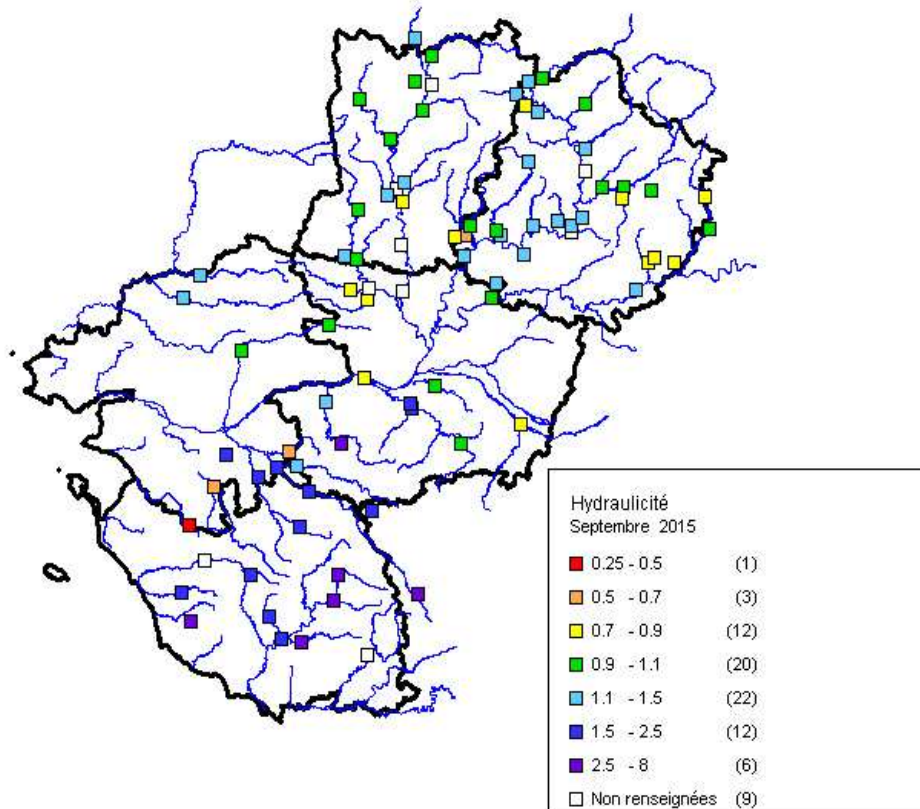 Hydraulicité
Septembre 2015
0.25 - 0.5 (1)
0.5 - 0.7 (3)
0.7 - 0.9 (12)
0.9 - 1.1 (20)
1.1 - 1.5 (22)
1.5 - 2.5 (12)
2.5 - 8 (6)
Non renseignées (9)